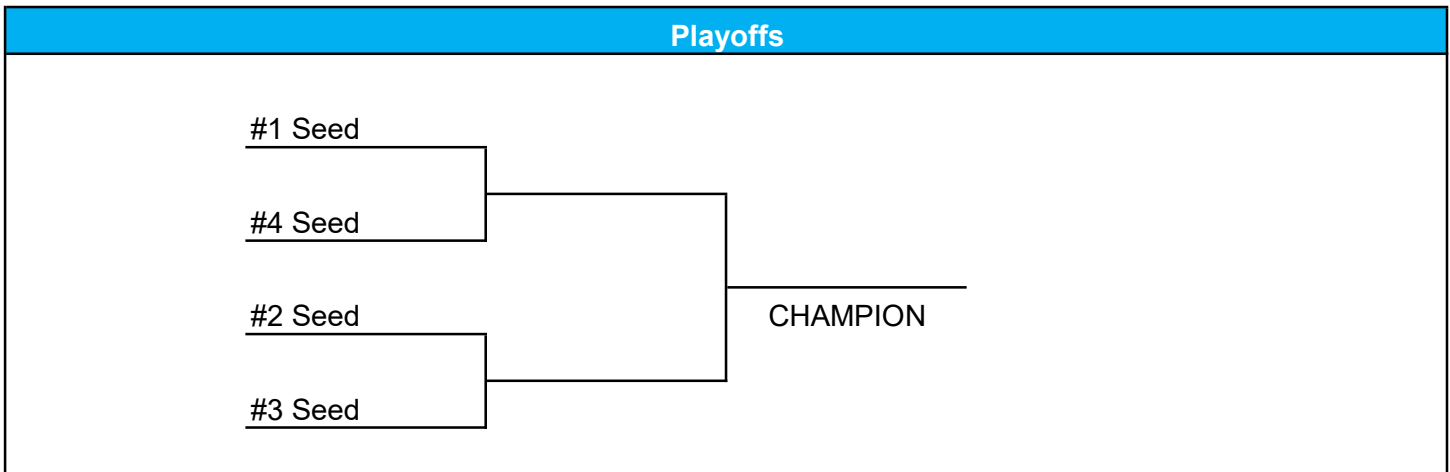 Playoffs
#1 Seed
#4 Seed
#2 Seed
CHAMPION
#3 Seed